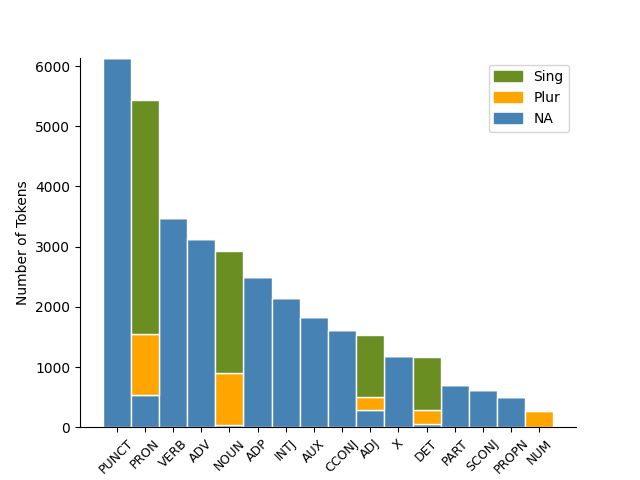 Sing
Plur
NA
Number of Tokens
6000
5000
4000
3000
2000
1000
0
PUNCT
PRON
VERB
ADV
NOUN
ADP
INTJ
AUX
CCONJ
ADJ
X
DET
PART
SCONJ
PROPN
NUM